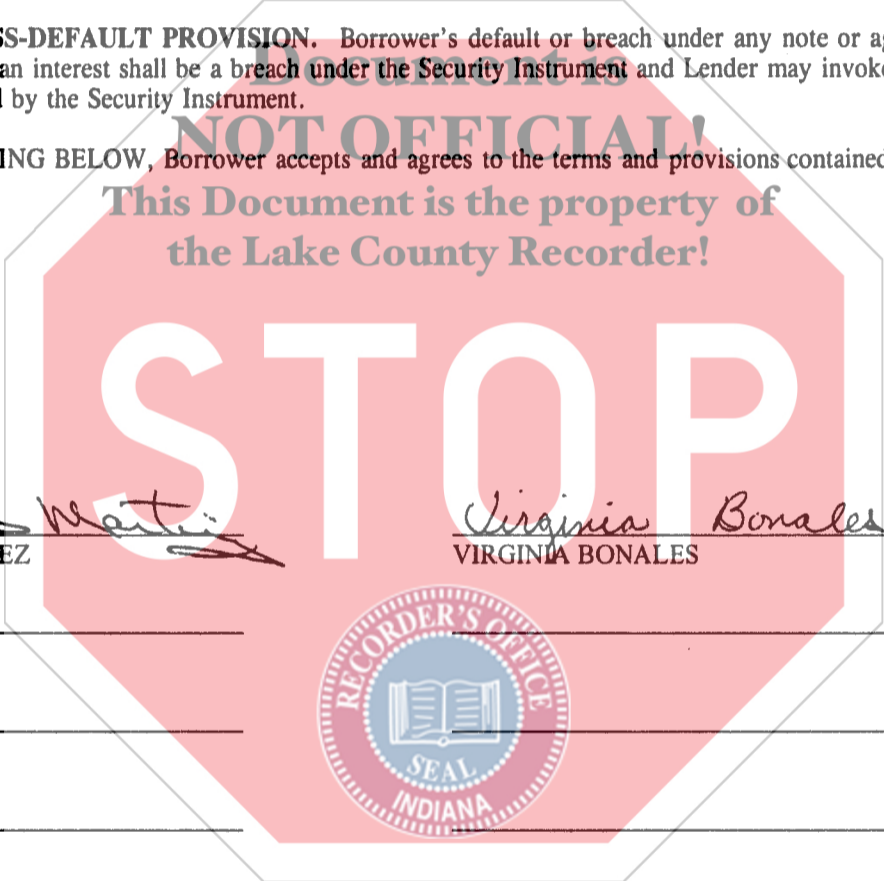 SS-DEFAULT PROVISION. Borrower's default or breach under any note or ag
an interest shall be a breach under the Security Instrument and Lender may invoke
by the Security Instrument.
ING BELOW, Borrower accepts and agrees to the terms and provisions contained
Document is
NOT OFFICIAL!
This Document is the property of
the Lake County Recorder!
STOP
Virginia Bonales
EZ
VIRGINIA BONALES
RECORDER'S OFFICE
SEAL
INDIANA